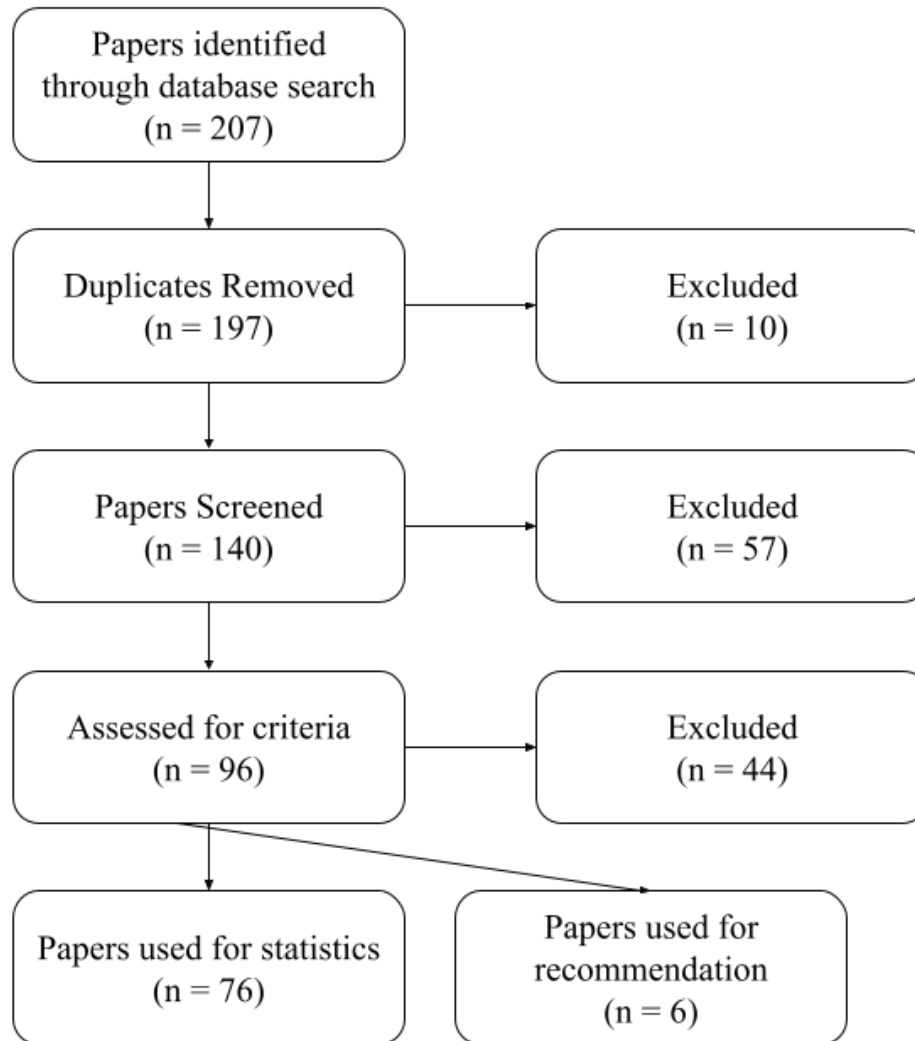 Papers identified
through database search
(n = 207)
Duplicates Removed
(n = 197)
Excluded
(n = 10)
Papers Screened
(n = 140)
Excluded
(n = 57)
Assessed for criteria
(n = 96)
Excluded
(n = 44)
Papers used for statistics
(n = 76)
Papers used for
recommendation
(n = 6)